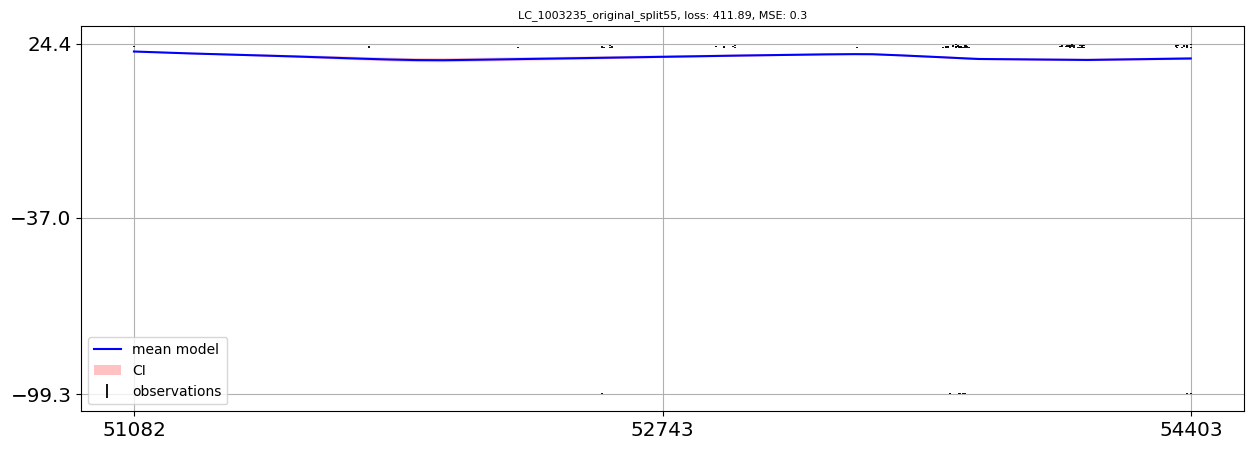 LC_1003235_original_split55, loss: 411.89, MSE: 0.3
24.4
−37.0
−99.3
mean model
CI
observations
51082
52743
54403